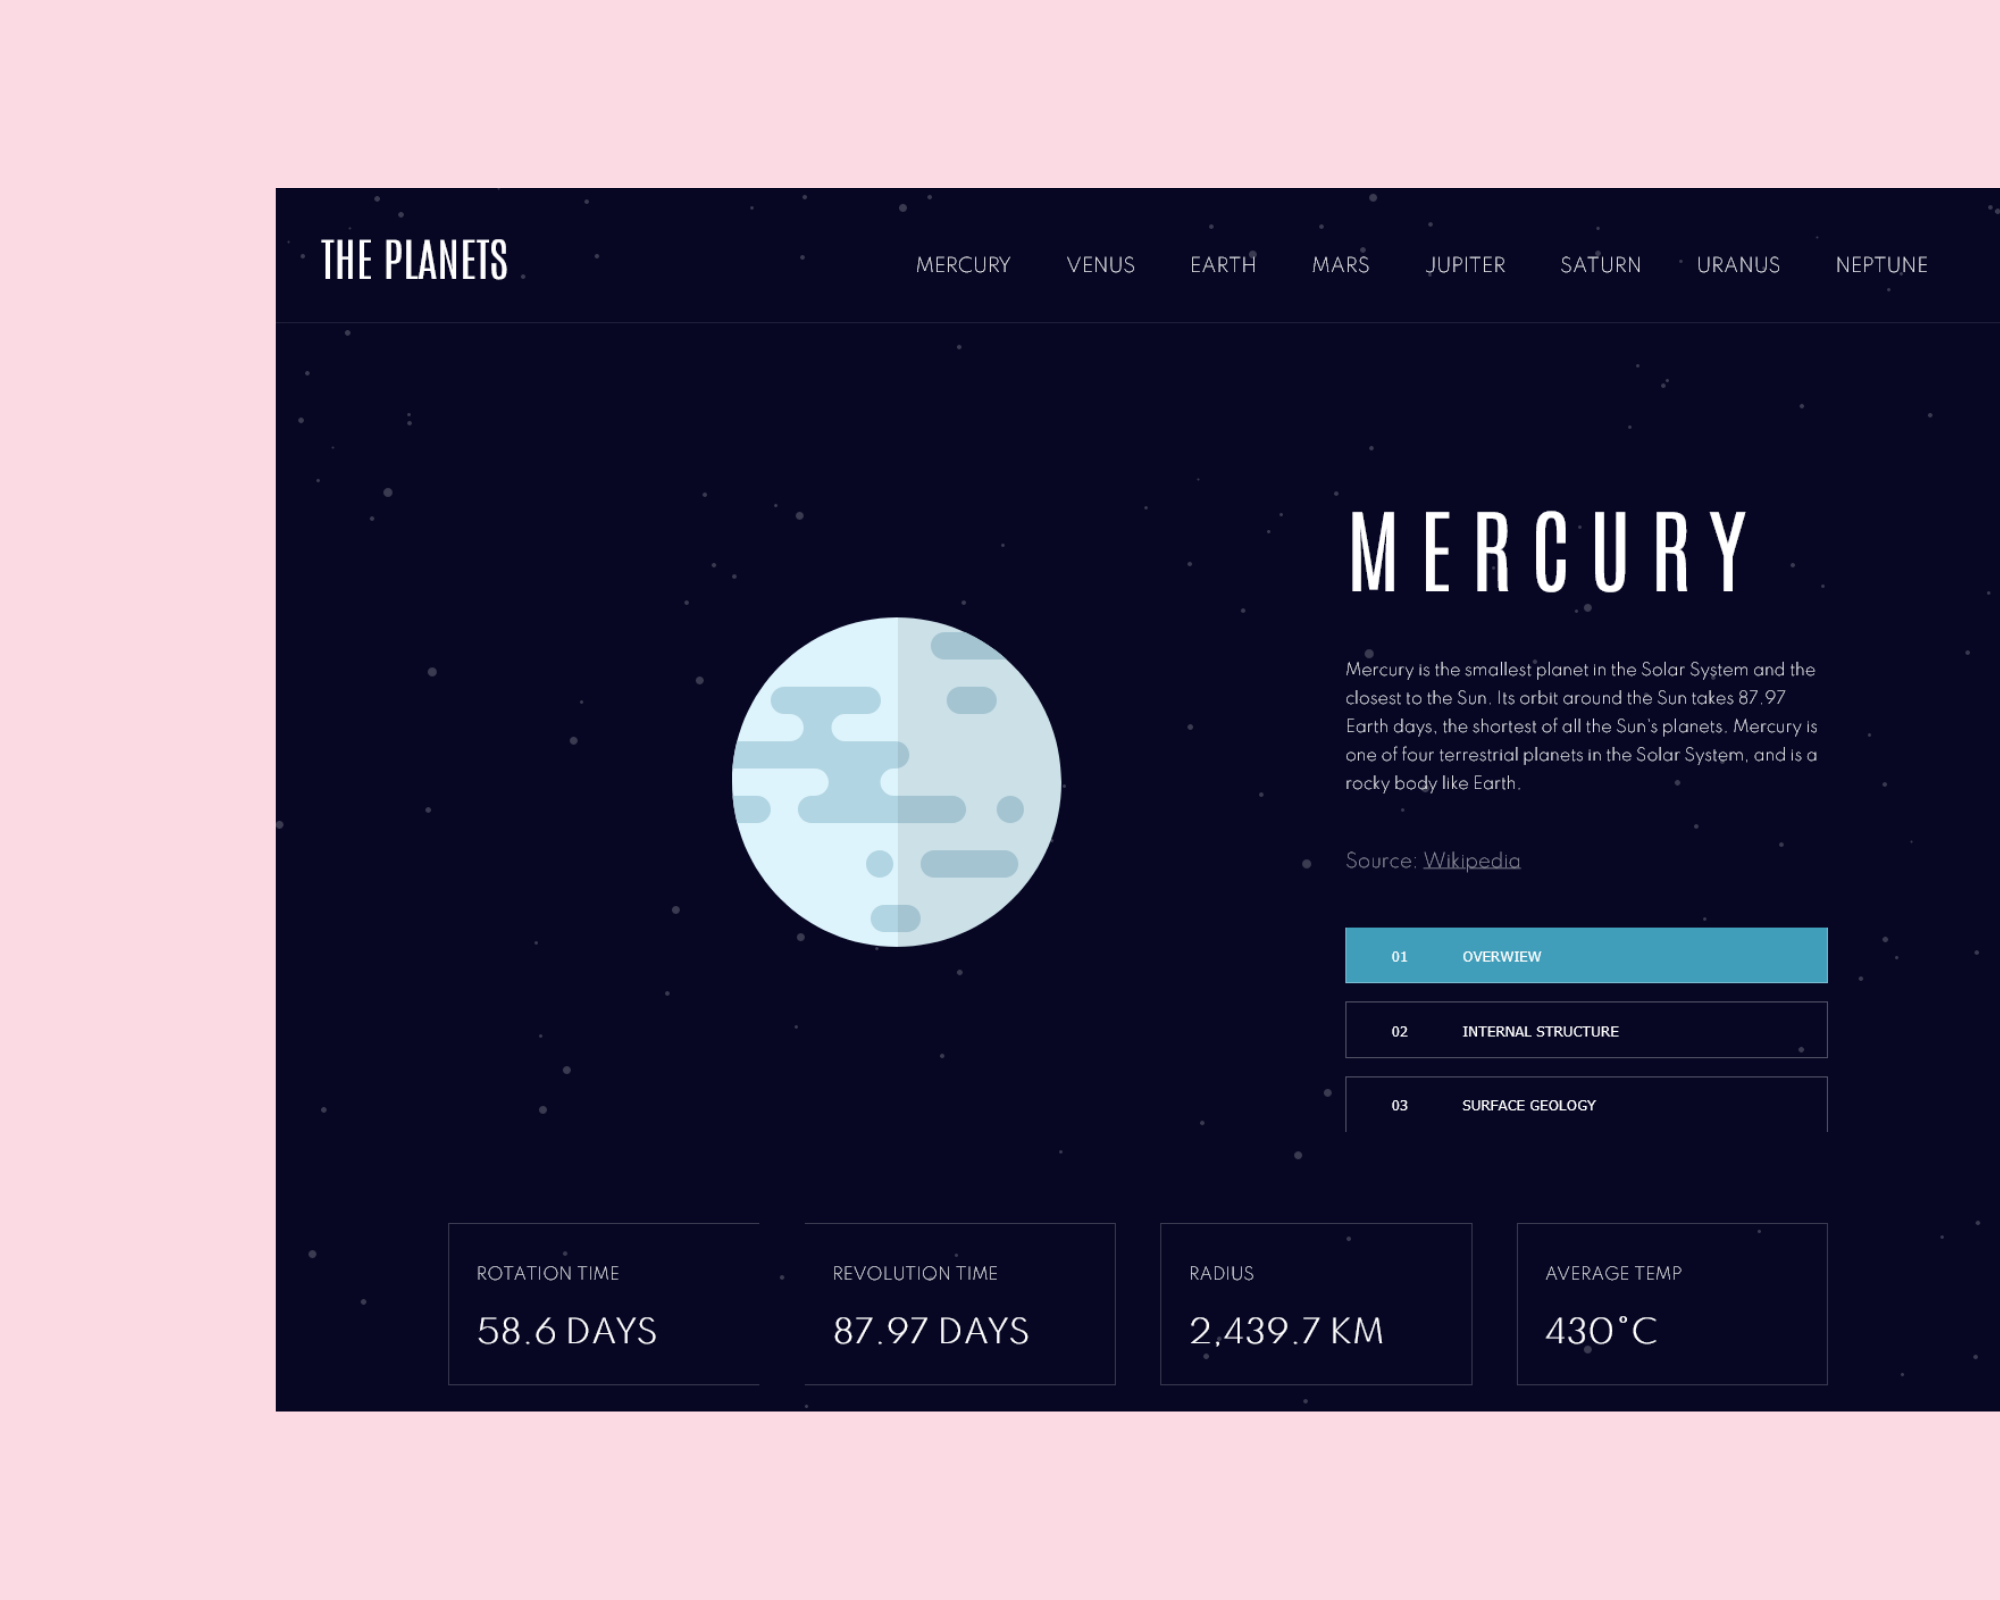 THE PLANETS
MERCURY VENUS EARTH MARS JUPITER SATURN URANUS NEPTUNE
MERCURY
Mercury is the smallest planet in the Solar System and the
closest to the Sun. Its orbit around the Sun takes 87.97
Earth days, the shortest of all the Sun's planets. Mercury is
one of four terrestrial planets in the Solar System, and is a
rocky body like Earth.
Source: Wikipedia
01 OVERWIEW
02 INTERNAL STRUCTURE
03 SURFACE GEOLOGY
ROTATION TIME
58.6 DAYS
REVOLUTION TIME
87.97 DAYS
RADIUS
2,439.7 KM
AVERAGE TEMP
430°C